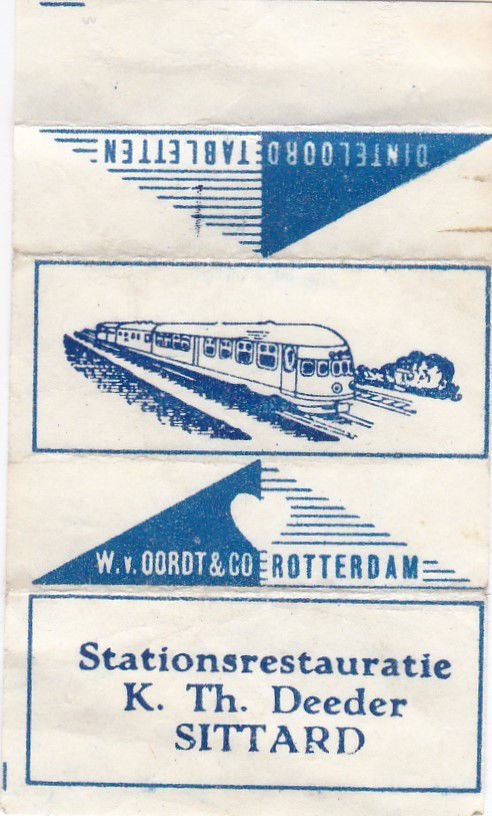 DINTELOORD TABLETTEN
W. v. OORDT & CO ROTTERDAM
Stationsrestauratie
K. Th. Deeder
SITTARD